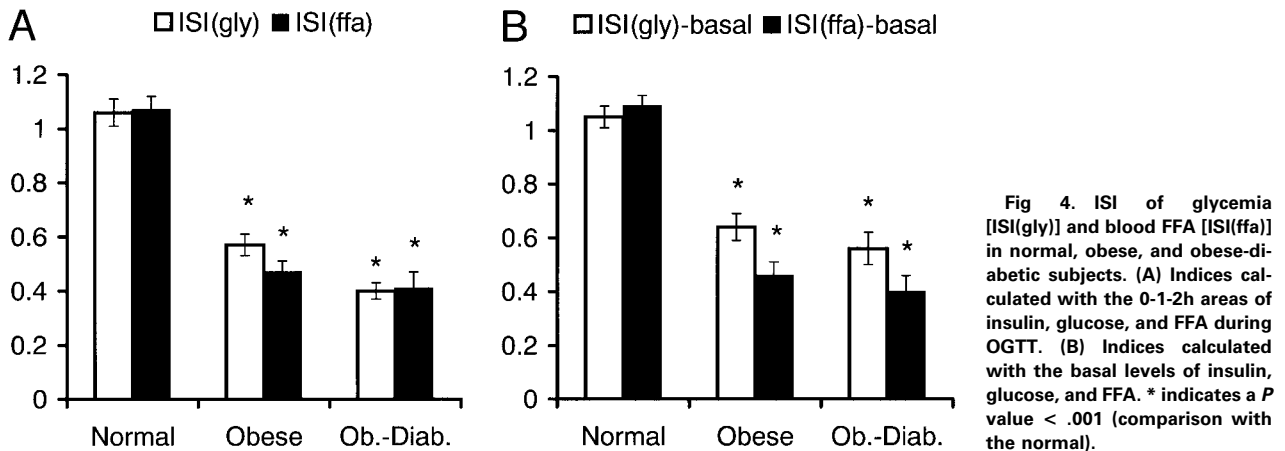 A
ISI(gly) ISI(ffa)
1.2
1
0.8
0.6
0.4
0.2
0
* * * *
Normal Obese Ob.-Diab.
B
ISI(gly)-basal ISI(ffa)-basal
1.2
1
0.8
0.6
0.4
0.2
0
* * * *
Normal Obese Ob.-Diab.
Fig 4. ISI of glycemia
[ISI(gly)] and blood FFA [ISI(ffa)]
in normal, obese, and obese-di-
abetic subjects. (A) Indices cal-
culated with the 0-1-2h areas of
insulin, glucose, and FFA during
OGTT. (B) Indices calculated
with the basal levels of insulin,
glucose, and FFA. * indicates a P
value < .001 (comparison with
the normal).